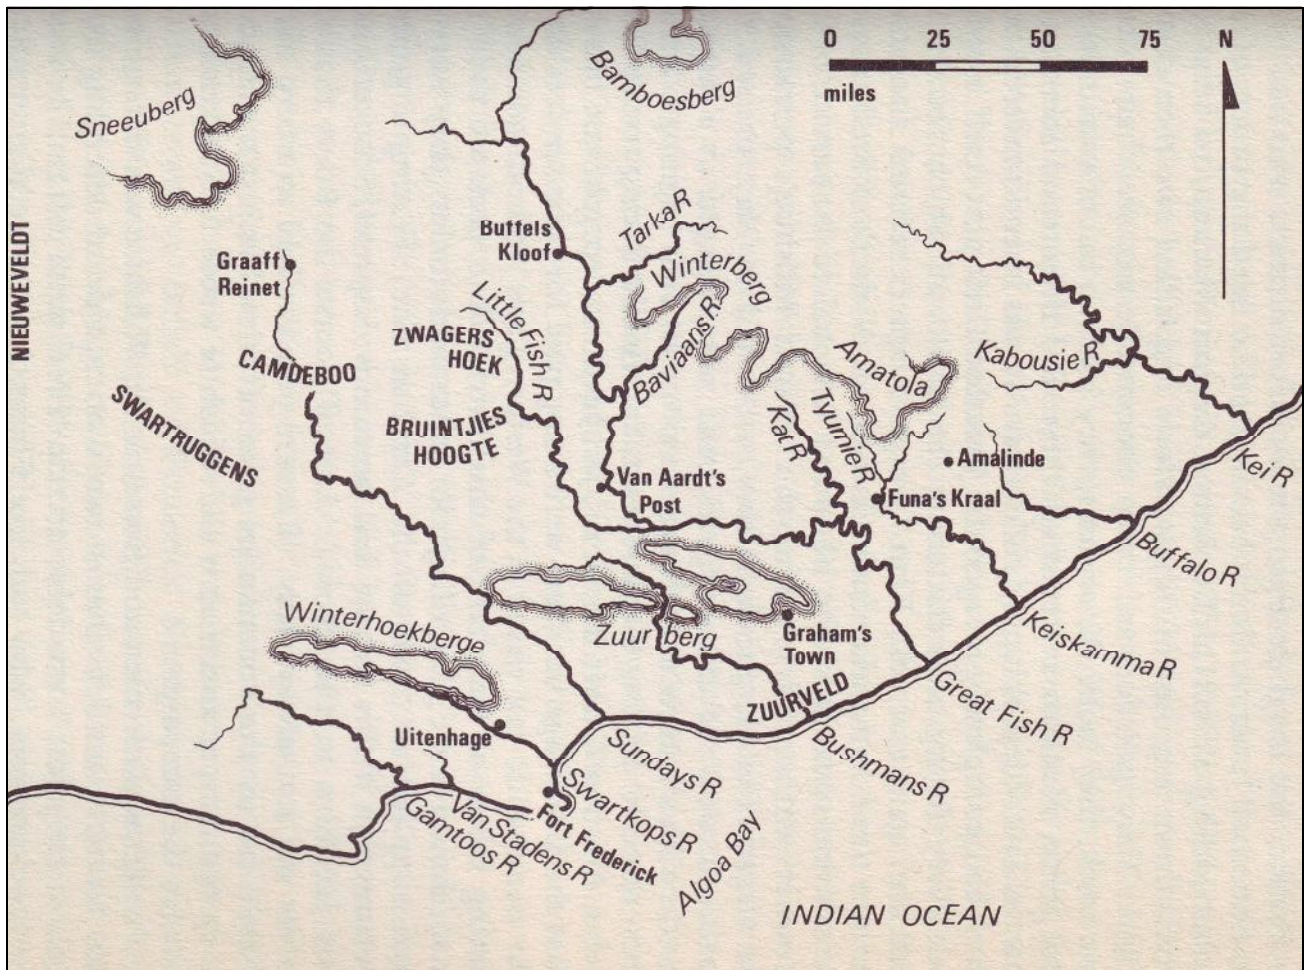 0 25 50 75 N
miles
Sneeuberg
Bamboesberg
NIEUWEVELDT
Graaff
Reinet
Buffels
Kloof
Tarka R
Winterberg
Little Fish R
ZWAGERS
HOEK
Baviaans R
Amatola
Kabousie R
CAMDEBOO
SWARTRUGGENS
BRUINTJIES
HOOGTE
Kat R
Tyumie R
Amalinde
Kei R
Van Aardt's
Post
Funa's Kraal
Buffalo R
Winterhoekberge
Zuurberg
Graham's
Town
Keiskamma R
ZUURVELD
Great Fish R
Uitenhage
Sundays R
Bushmans R
Swartkops R
Fort Frederick
Van Stadens R
Gamtoos R
Algoa Bay
INDIAN OCEAN